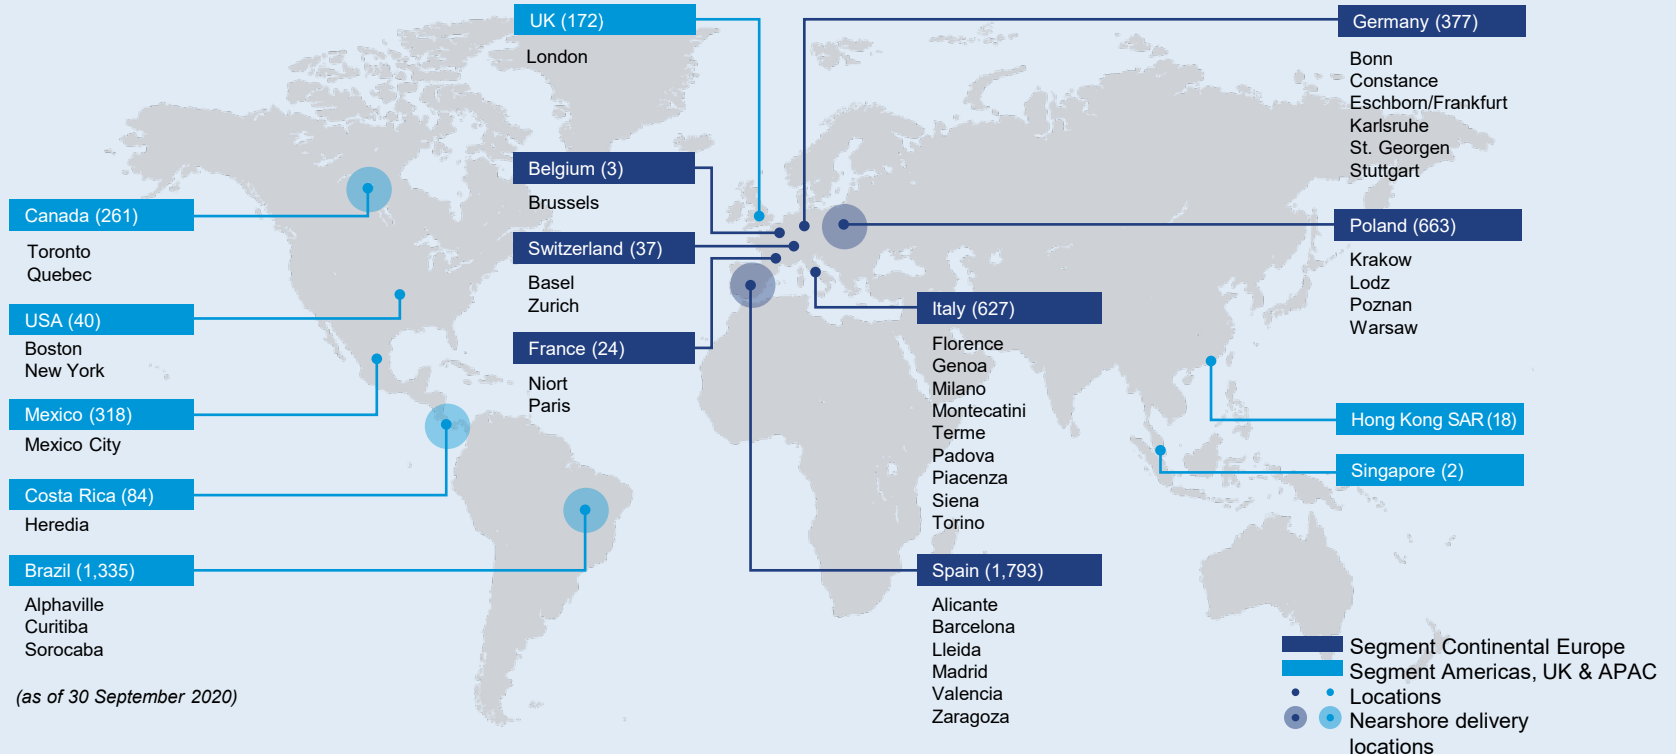 UK (172)
London
Germany (377)
Bonn
Constance
Eschborn/Frankfurt
Karlsruhe
St. Georgen
Stuttgart
Belgium (3)
Brussels
Canada (261)
Toronto
Quebec
Switzerland (37)
Basel
Zurich
Poland (663)
Krakow
Lodz
Poznan
Warsaw
USA (40)
Boston
New York
France (24)
Niort
Paris
Italy (627)
Florence
Genoa
Milano
Montecatini
Terme
Padova
Piacenza
Siena
Torino
Mexico (318)
Mexico City
Hong Kong SAR (18)
Singapore (2)
Costa Rica (84)
Heredia
Brazil (1,335)
Alphaville
Curitiba
Sorocaba
Spain (1,793)
Alicante
Barcelona
Lleida
Madrid
Valencia
Zaragoza
Segment Continental Europe
Segment Americas, UK & APAC
Locations
Nearshore delivery
locations
(as of 30 September 2020)